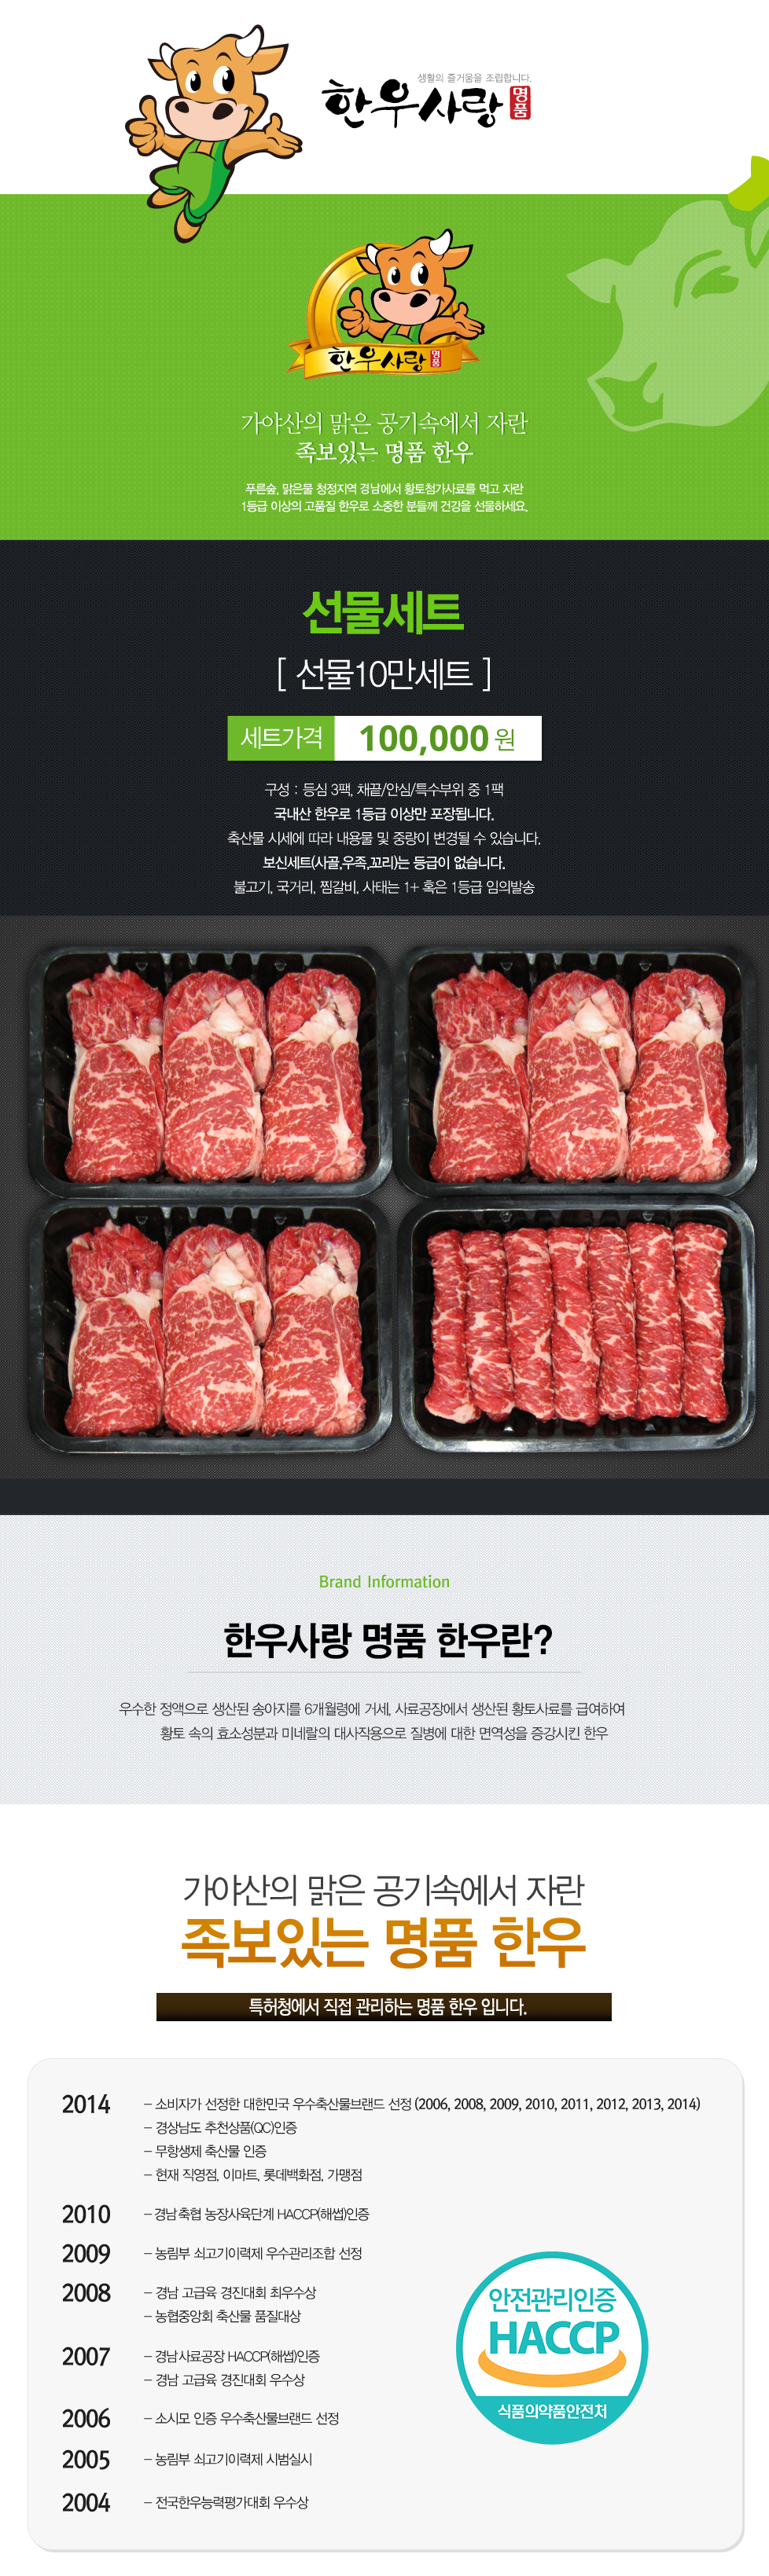 생활의 즐거움을 조립합니다.
한우사랑 명품
한우사랑 명품
가야산의 맑은 공기속에서 자란
족보있는 명품 한우
푸른숲, 맑은물 청정지역 경남에서 황토첨가사료를 먹고 자란
1등급 이상의 고품질 한우로 소중한 분들께 건강을 선물하세요.
선물세트
[ 선물10만세트 ]
세트가격 100,000 원
구성 : 등심 3팩, 채끝/안심/특수부위 중 1팩
국내산 한우로 1등급 이상만 포장됩니다.
축산물 시세에 따라 내용물 및 중량이 변경될 수 있습니다.
보신세트(사골,우족,꼬리)는 등급이 없습니다.
불고기, 국거리, 찜갈비, 사태는 1+ 혹은 1등급 임의발송
Brand Information
한우사랑 명품 한우란?
우수한 정액으로 생산된 송아지를 6개월령에 거세, 사료공장에서 생산된 황토사료를 급여하여
황토 속의 효소성분과 미네랄의 대사작용으로 질병에 대한 면역성을 증강시킨 한우
가야산의 맑은 공기속에서 자란
족보있는 명품 한우
특허청에서 직접 관리하는 명품 한우 입니다.
2014 – 소비자가 선정한 대한민국 우수축산물브랜드 선정 (2006, 2008, 2009, 2010, 2011, 2012, 2013, 2014)
– 경상남도 추천상품(QC)인증
– 무항생제 축산물 인증
– 현재 직영점, 이마트, 롯데백화점, 가맹점
2010 – 경남축협 농장사육단계 HACCP(해썹)인증
2009 – 농림부 쇠고기이력제 우수관리조합 선정
2008 – 경남 고급육 경진대회 최우수상
– 농협중앙회 축산물 품질대상
2007 – 경남사료공장 HACCP(해썹)인증
– 경남 고급육 경진대회 우수상
2006 – 소시모 인증 우수축산물브랜드 선정
2005 – 농림부 쇠고기이력제 시범실시
2004 – 전국한우능력평가대회 우수상
안전관리인증
HACCP
식품의약품안전처